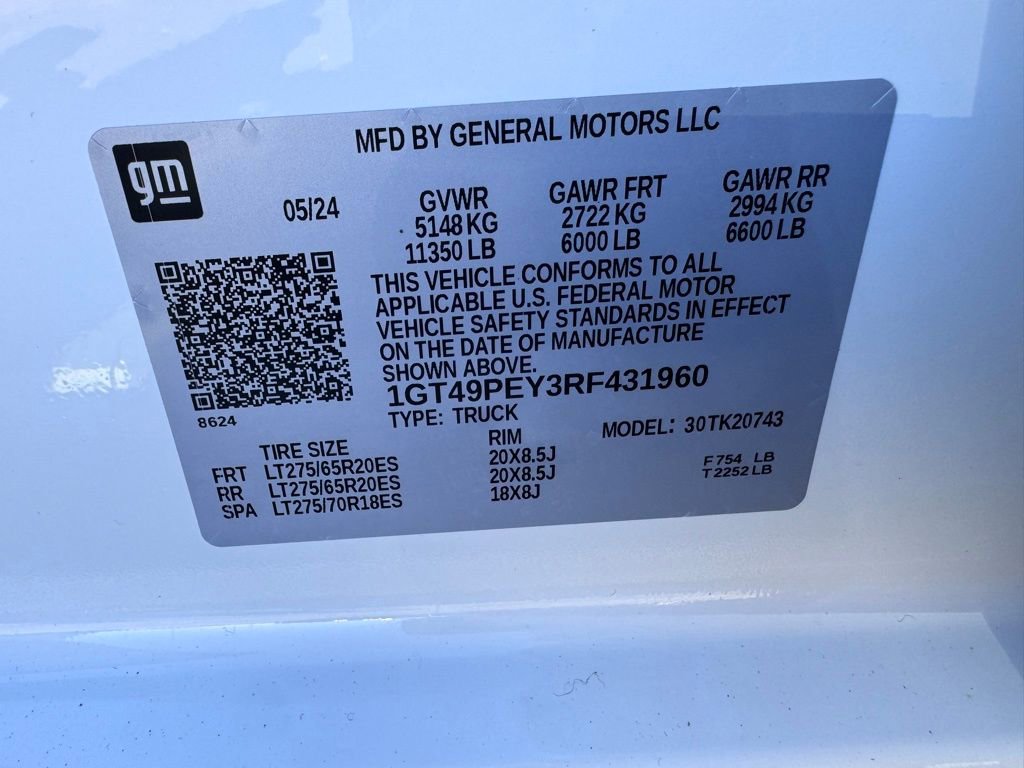 MFD BY GENERAL MOTORS LLC
gm
05/24
GVWR GAWR FRT GAWR RR
5148 KG 2722 KG 2994 KG
11350 LB 6000 LB 6600 LB
THIS VEHICLE CONFORMS TO ALL
APPLICABLE U.S. FEDERAL MOTOR
VEHICLE SAFETY STANDARDS IN EFFECT
ON THE DATE OF MANUFACTURE
SHOWN ABOVE.
1GT49PEY3RF431960
8624
TYPE: TRUCK MODEL: 30TK20743
TIRE SIZE RIM
FRT LT275/65R20ES 20X8.5J F 754 LB
RR LT275/65R20ES 20X8.5J T 2252 LB
SPA LT275/70R18ES 18X8J